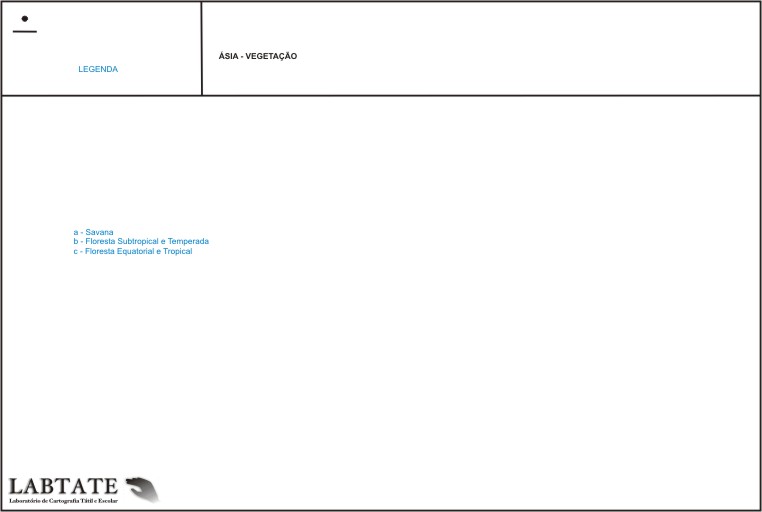 LEGENDA
ÁSIA - VEGETAÇÃO
a - Savana
b - Floresta Subtropical e Temperada
c - Floresta Equatorial e Tropical
LABTATE
Laboratório de Cartografia Tátil e Escolar